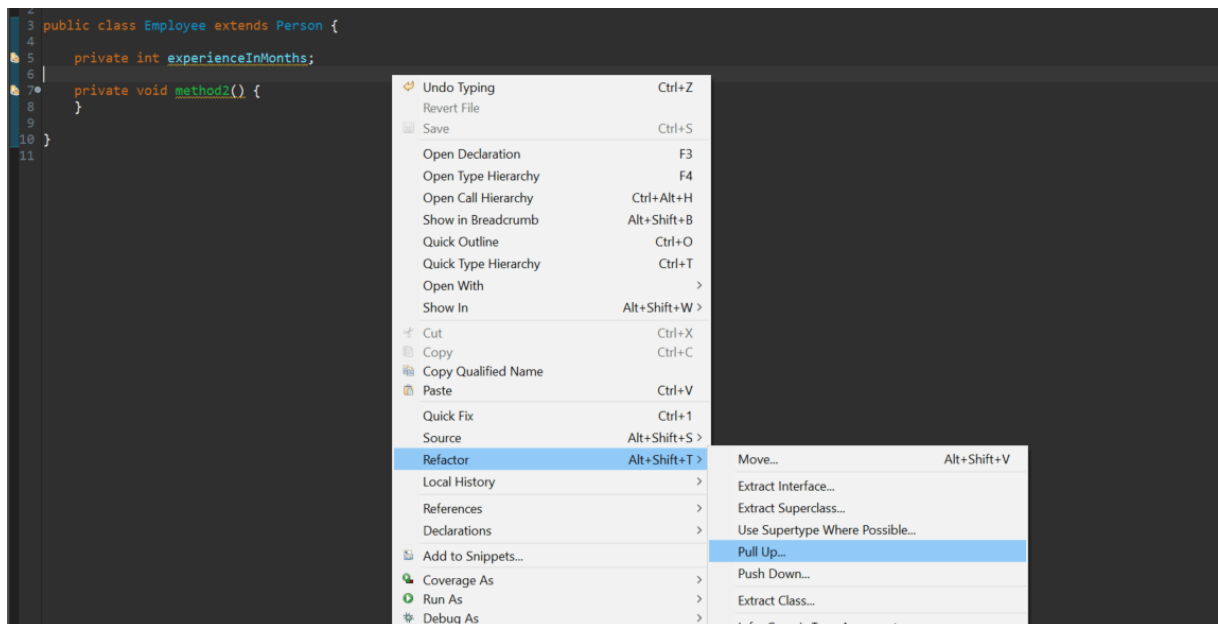 2
3 public class Employee extends Person {
4
5 private int experienceInMonths;
6
7 private void method2() {
8 }
9
10 }
11
Undo Typing Ctrl+Z
Revert File
Save Ctrl+S
Open Declaration F3
Open Type Hierarchy F4
Open Call Hierarchy Ctrl+Alt+H
Show in Breadcrumb Alt+Shift+B
Quick Outline Ctrl+O
Quick Type Hierarchy Ctrl+T
Open With >
Show In Alt+Shift+W >
Cut Ctrl+X
Copy Ctrl+C
Copy Qualified Name
Paste Ctrl+V
Quick Fix Ctrl+1
Source Alt+Shift+S >
Refactor Alt+Shift+T >
Local History >
References >
Declarations >
Add to Snippets...
Coverage As >
Run As >
Debug As >
Move... Alt+Shift+V
Extract Interface...
Extract Superclass...
Use Supertype Where Possible...
Pull Up...
Push Down...
Extract Class...